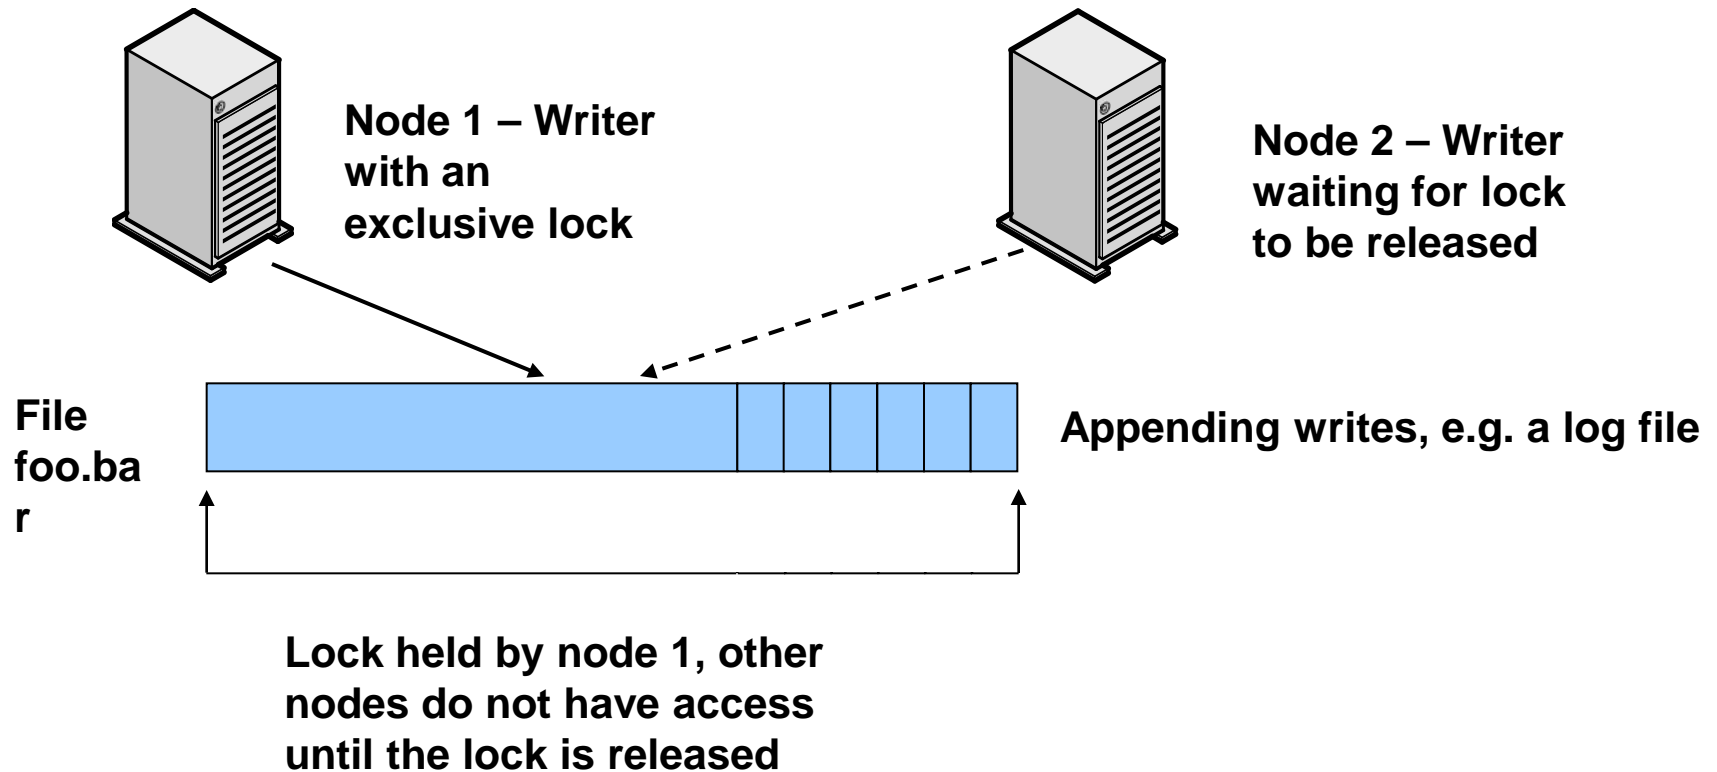 Node 1 – Writer
with an
exclusive lock
Node 2 – Writer
waiting for lock
to be released
File
foo.ba
r
Appending writes, e.g. a log file
Lock held by node 1, other
nodes do not have access
until the lock is released